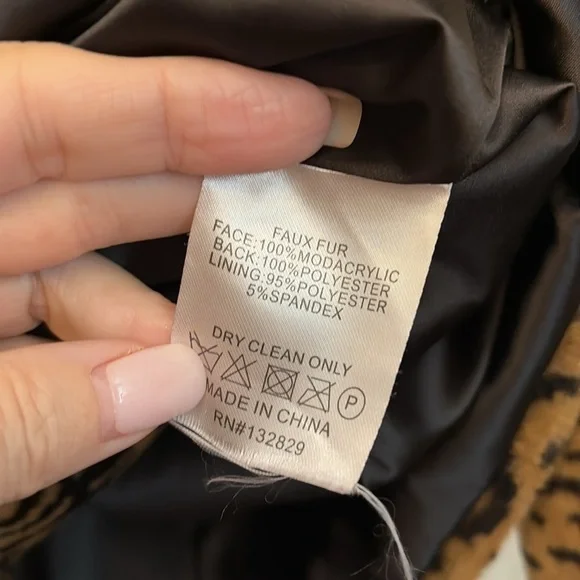 FAUX FUR
FACE:100%MODACRYLIC
BACK:100%POLYESTER
LINING:95%POLYESTER
5%SPANDEX
DRY CLEAN ONLY
P
MADE IN CHINA
RN#132829